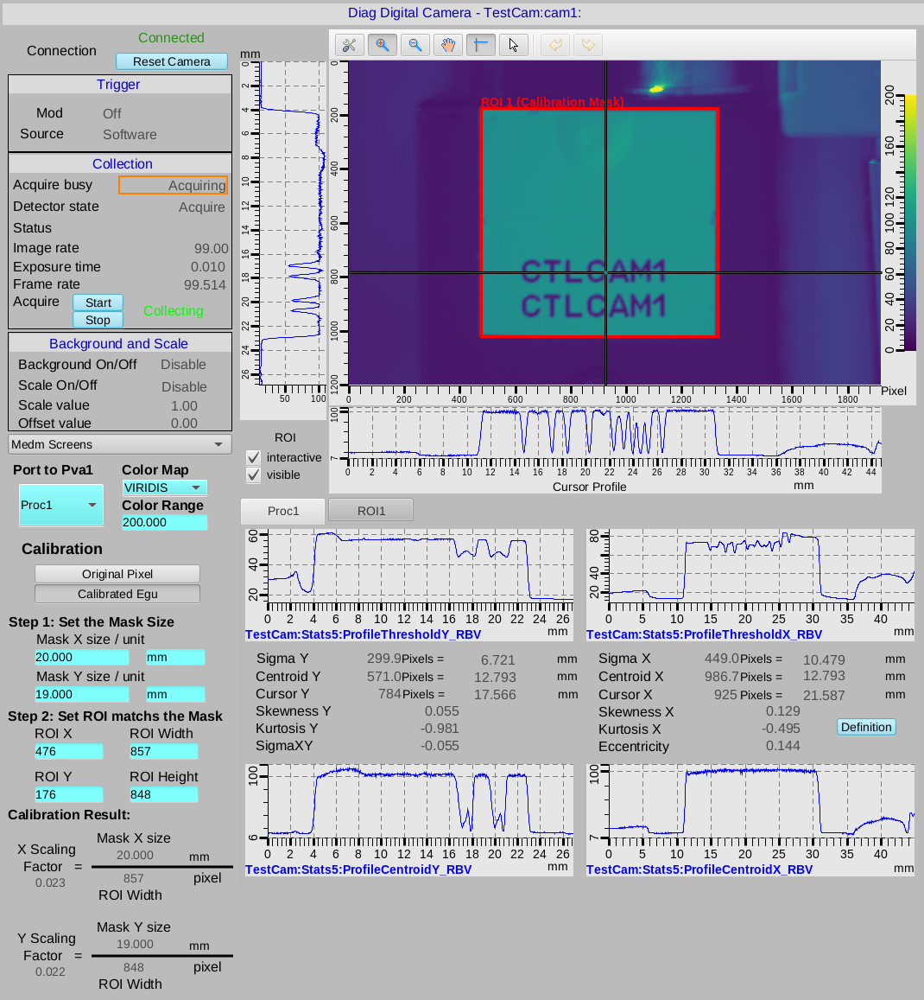 Diag Digital Camera - TestCam:cam1:
Connection
Connected
Reset Camera
Trigger
Mod Off
Source Software
Collection
Acquire busy Acquiring
Detector state Acquire
Status
Image rate 99.00
Exposure time 0.010
Frame rate 99.514
Acquire Start
Stop
Collecting
Background and Scale
Background On/Off Disable
Scale On/Off Disable
Scale value 1.00
Offset value 0.00
Medm Screens
Port to Pva1
Proc1
Color Map
VIRIDIS
Color Range
200.000
Calibration
Original Pixel
Calibrated Egu
Step 1: Set the Mask Size
Mask X size / unit
20.000 mm
Mask Y size / unit
19.000 mm
Step 2: Set ROI matchs the Mask
ROI X ROI Width
476 857
ROI Y ROI Height
176 848
Calibration Result:
X Scaling
Factor =
0.023
Mask X size
20.000 mm
857 pixel
ROI Width
Y Scaling
Factor =
0.022
Mask Y size
19.000 mm
848 pixel
ROI Width
mm
0 2 4 6 8 10 12 14 16 18 20 22 24 26
50 100
ROI 1 (Calibration Mask)
CTLCAM1
CTLCAM1
0 200 400 600 800 1000 1200
0 200 400 600 800 1000 1200 1400 1600 1800
Pixel
200 180 160 140 120 100 80 60 40 20 0
ROI
interactive
visible
100
7
0 2 4 6 8 10 12 14 16 18 20 22 24 26 28 30 32 34 36 38 40 42 44
Cursor Profile mm
Proc1 ROI1
60
40
20
0 2 4 6 8 10 12 14 16 18 20 22 24 26
TestCam:Stats5:ProfileThresholdY_RBV mm
80
40
20
0 5 10 15 20 25 30 35 40
TestCam:Stats5:ProfileThresholdX_RBV mm
Sigma Y 299.9 Pixels = 6.721 mm
Centroid Y 571.0 Pixels = 12.793 mm
Cursor Y 784 Pixels = 17.566 mm
Skewness Y 0.055
Kurtosis Y -0.981
SigmaXY -0.055
Sigma X 449.0 Pixels = 10.479 mm
Centroid X 986.7 Pixels = 12.793 mm
Cursor X 925 Pixels = 21.587 mm
Skewness X 0.129
Kurtosis X -0.495
Eccentricity 0.144
Definition
100
6
0 2 4 6 8 10 12 14 16 18 20 22 24 26
TestCam:Stats5:ProfileCentroidY_RBV mm
100
7
0 5 10 15 20 25 30 35 40
TestCam:Stats5:ProfileCentroidX_RBV mm